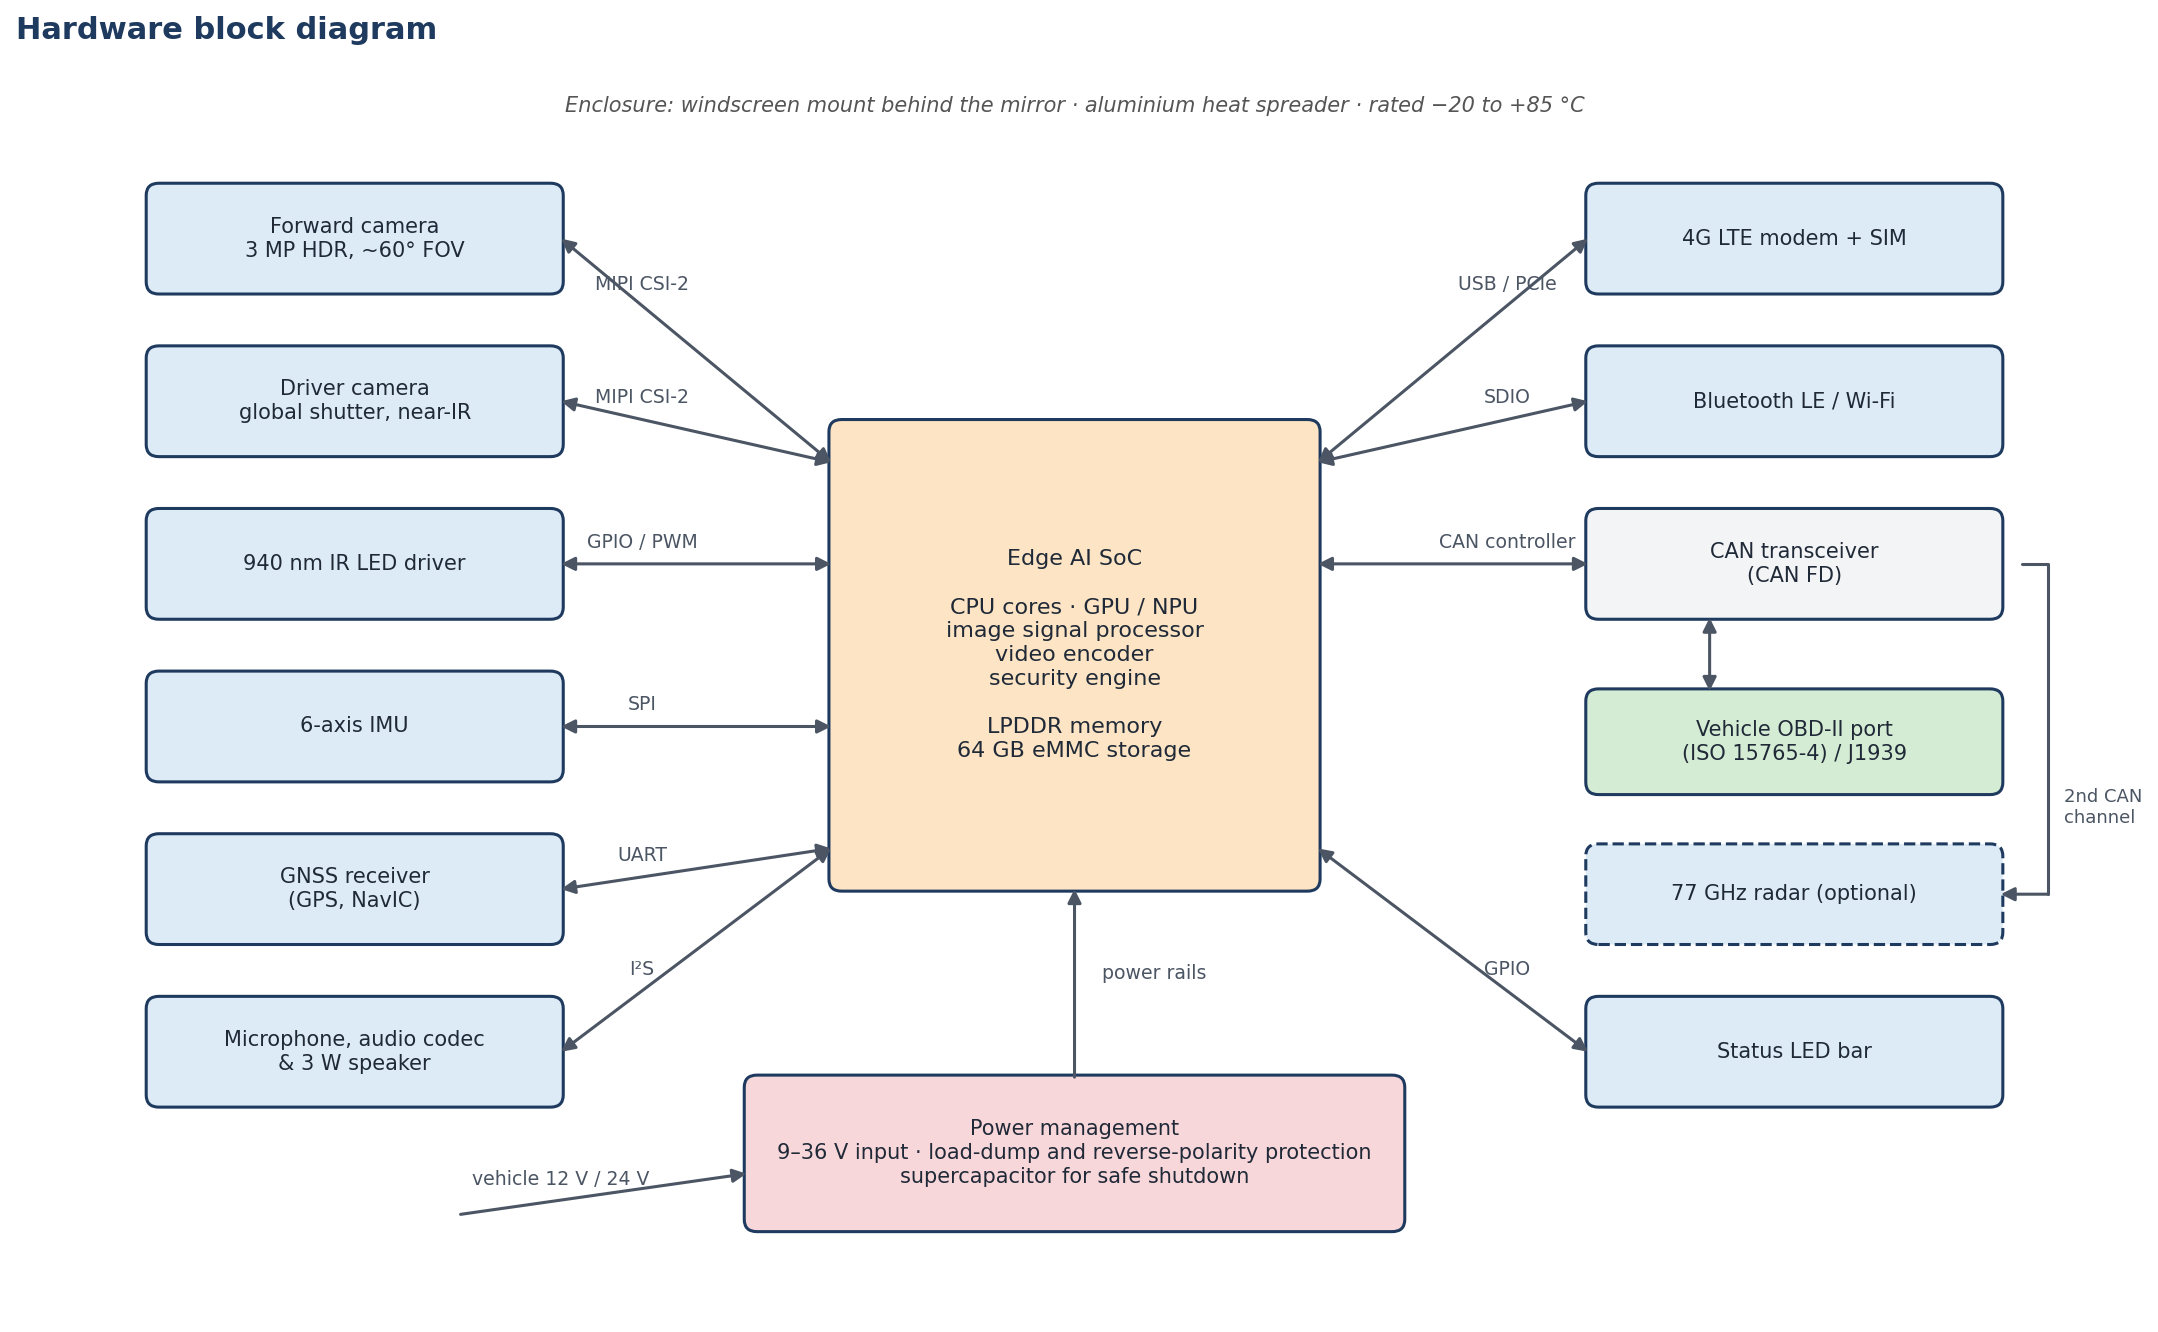 Hardware block diagram
Enclosure: windscreen mount behind the mirror · aluminium heat spreader · rated −20 to +85 °C
Forward camera
3 MP HDR, ~60° FOV
MIPI CSI-2
Driver camera
global shutter, near-IR
MIPI CSI-2
940 nm IR LED driver
GPIO / PWM
6-axis IMU
SPI
GNSS receiver
(GPS, NavIC)
UART
Microphone, audio codec
& 3 W speaker
I²S
Edge AI SoC
CPU cores · GPU / NPU
image signal processor
video encoder
security engine
LPDDR memory
64 GB eMMC storage
power rails
Power management
9–36 V input · load-dump and reverse-polarity protection
supercapacitor for safe shutdown
vehicle 12 V / 24 V
USB / PCIe
4G LTE modem + SIM
SDIO
Bluetooth LE / Wi-Fi
CAN controller
CAN transceiver
(CAN FD)
Vehicle OBD-II port
(ISO 15765-4) / J1939
2nd CAN
channel
77 GHz radar (optional)
GPIO
Status LED bar